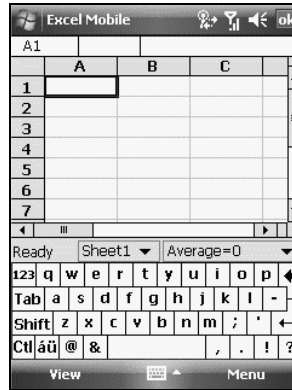 Excel Mobile ok
A1
A B C
1
2
3
4
5
6
7
Ready Sheet1 Average=0
123 q w e r t y u i o p
Tab a s d f g h j k l -
Shift z x c v b n m ; '
Ctl áü @ & , . ! ?
View Menu